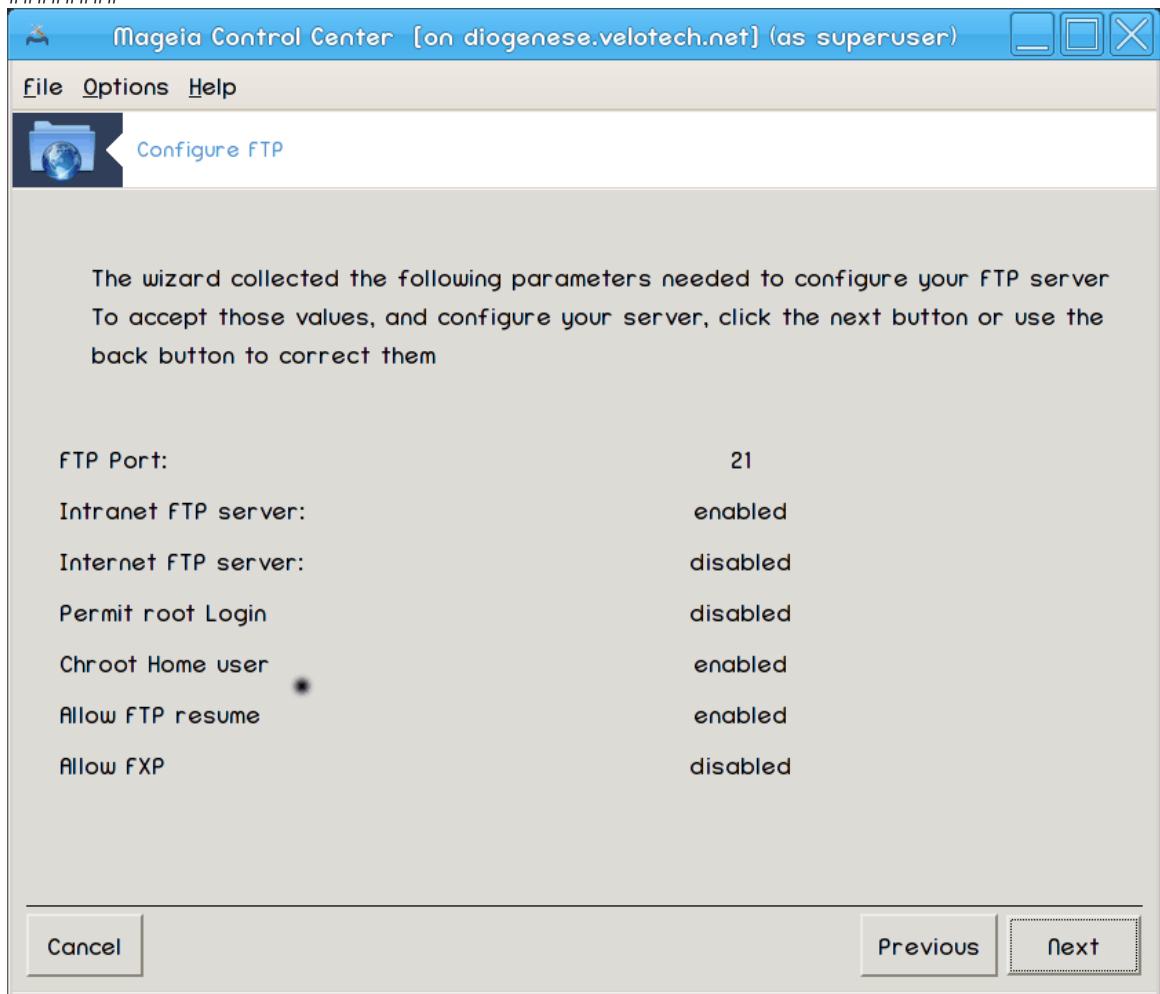 Mageia Control Center [on diogenese.velotech.net] (as superuser)
File Options Help
Configure FTP
The wizard collected the following parameters needed to configure your FTP server
To accept those values, and configure your server, click the next button or use the
back button to correct them
FTP Port: 21
Intranet FTP server: enabled
Internet FTP server: disabled
Permit root Login disabled
Chroot Home user enabled
Allow FTP resume enabled
Allow FXP disabled
Cancel Previous Next